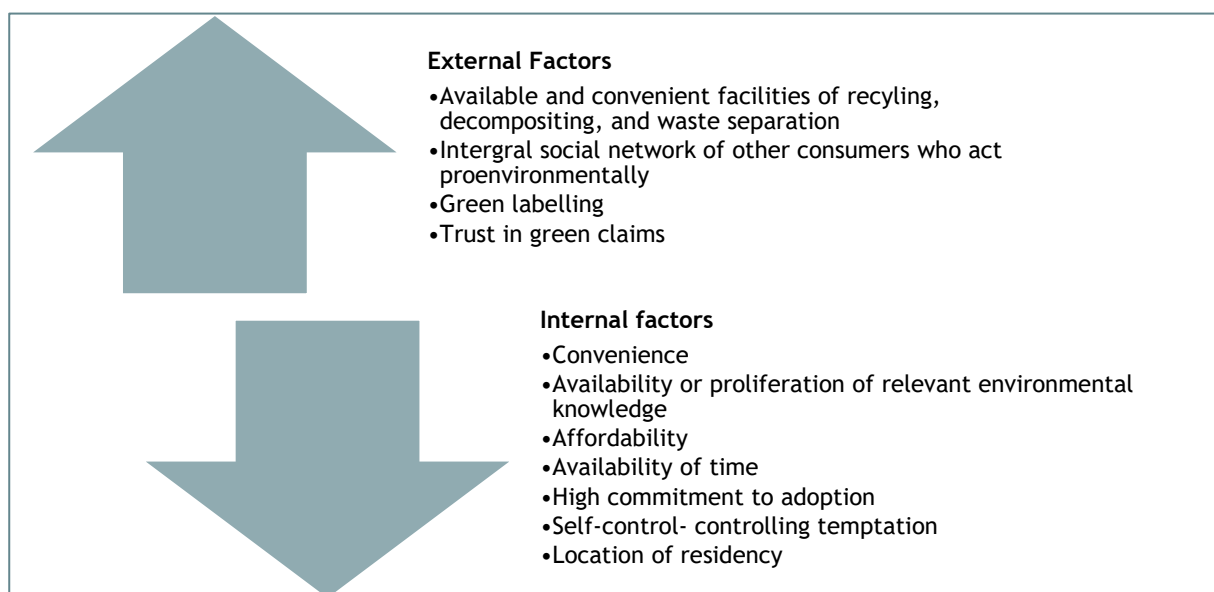 External Factors
•Available and convenient facilities of recyling,
decompositing, and waste separation
•Intergral social network of other consumers who act
proenvironmentally
•Green labelling
•Trust in green claims
Internal factors
•Convenience
•Availability or proliferation of relevant environmental
knowledge
•Affordability
•Availability of time
•High commitment to adoption
•Self-control- controlling temptation
•Location of residency